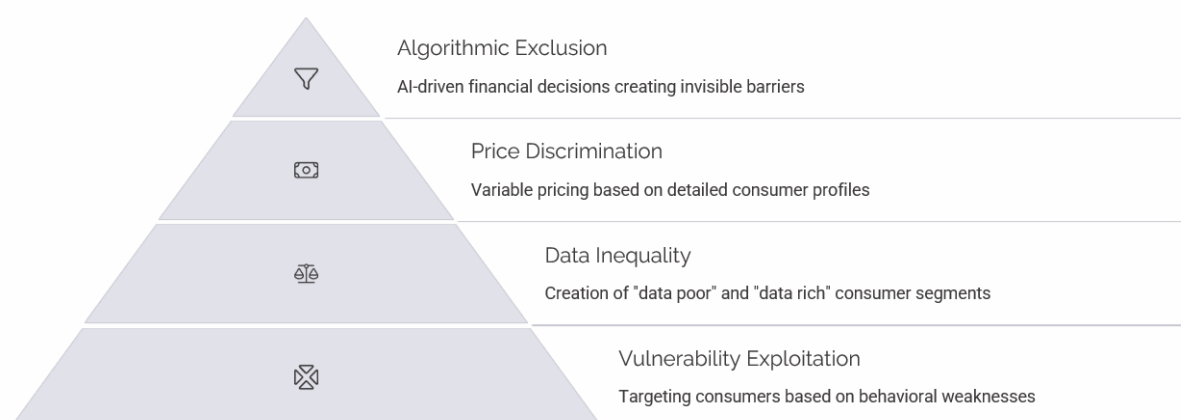 Algorithmic Exclusion
AI-driven financial decisions creating invisible barriers
Price Discrimination
Variable pricing based on detailed consumer profiles
Data Inequality
Creation of "data poor" and "data rich" consumer segments
Vulnerability Exploitation
Targeting consumers based on behavioral weaknesses